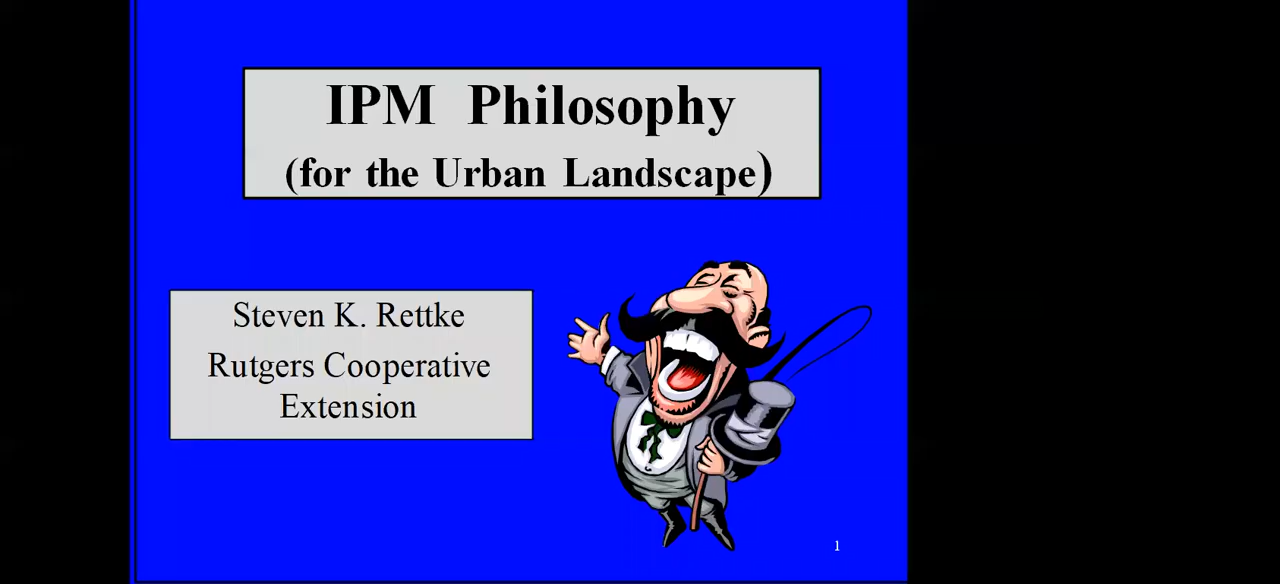 IPM Philosophy
(for the Urban Landscape)
Steven K. Rettke
Rutgers Cooperative
Extension
1